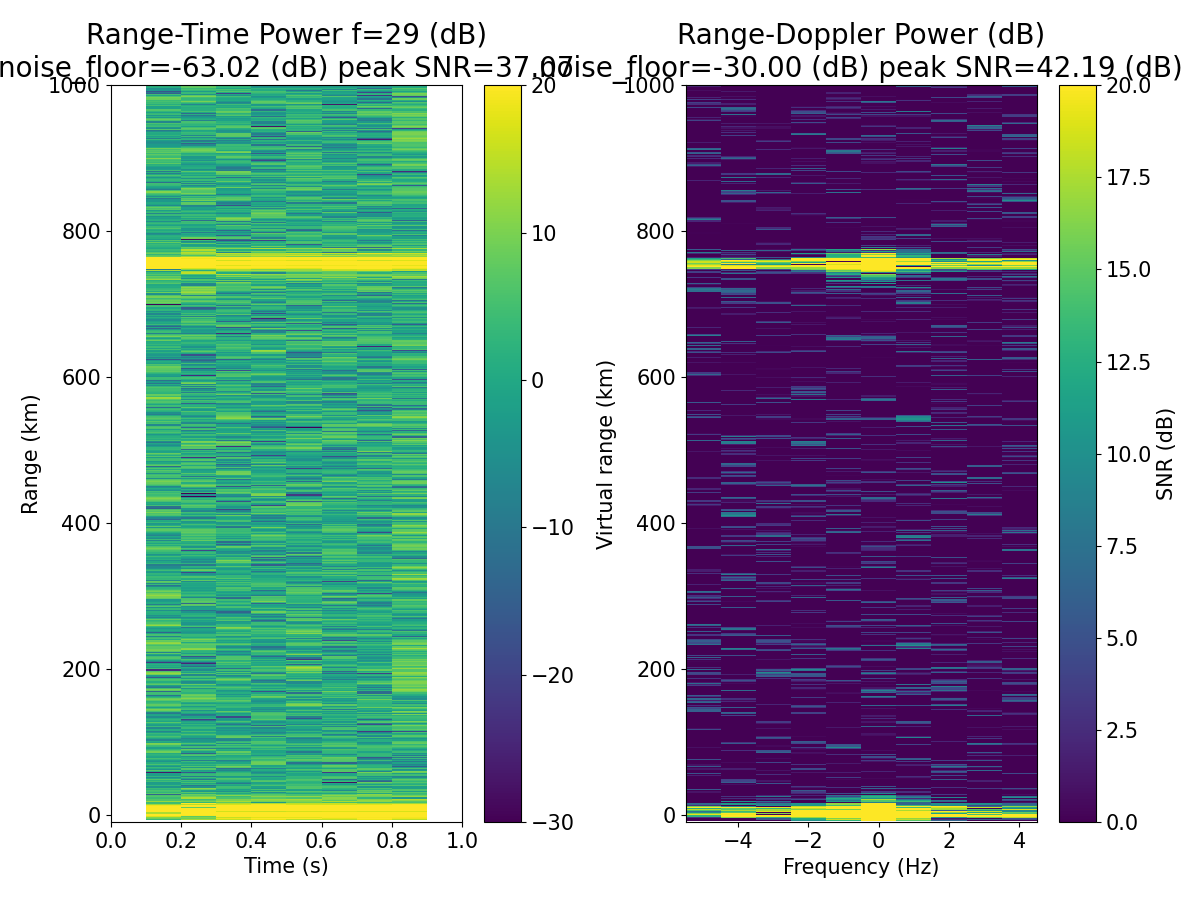 Range-Time Power f=29 (dB)
noise_floor=-63.02 (dB) peak SNR=37.07
Range-Doppler Power (dB)
noise_floor=-30.00 (dB) peak SNR=42.19 (dB)
1000
800
600
400
200
0
Range (km)
0.0 0.2 0.4 0.6 0.8 1.0
Time (s)
20
10
0
−10
−20
−30
1000
800
600
400
200
0
Virtual range (km)
−4 −2 0 2 4
Frequency (Hz)
20.0
17.5
15.0
12.5
10.0
7.5
5.0
2.5
0.0
SNR (dB)